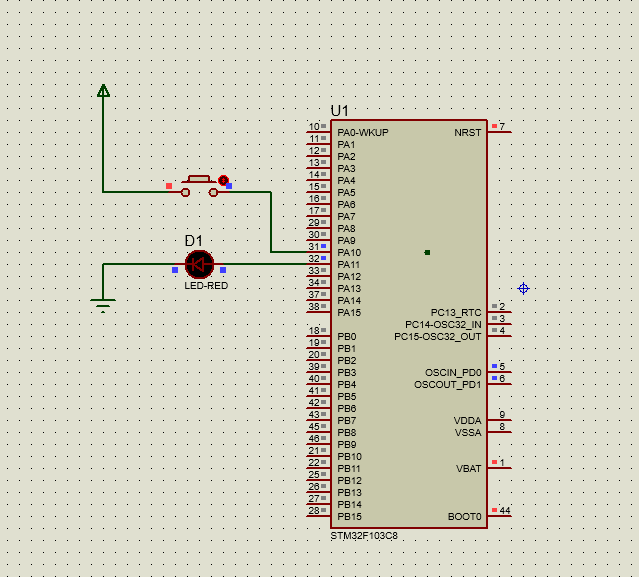 U1
10 PA0-WKUP NRST 7
11 PA1
12 PA2
13 PA3
14 PA4
15 PA5
16 PA6
17 PA7
29 PA8
30 PA9
31 PA10
32 PA11
33 PA12
34 PA13
37 PA14
38 PA15
D1
LED-RED
PC13_RTC 2
PC14-OSC32_IN 3
PC15-OSC32_OUT 4
18 PB0
19 PB1
20 PB2
39 PB3 OSCIN_PD0 5
40 PB4 OSCOUT_PD1 6
41 PB5
42 PB6
43 PB7 VDDA 9
45 PB8 VSSA 8
46 PB9
21 PB10
22 PB11 VBAT 1
25 PB12
26 PB13
27 PB14
28 PB15 BOOT0 44
STM32F103C8